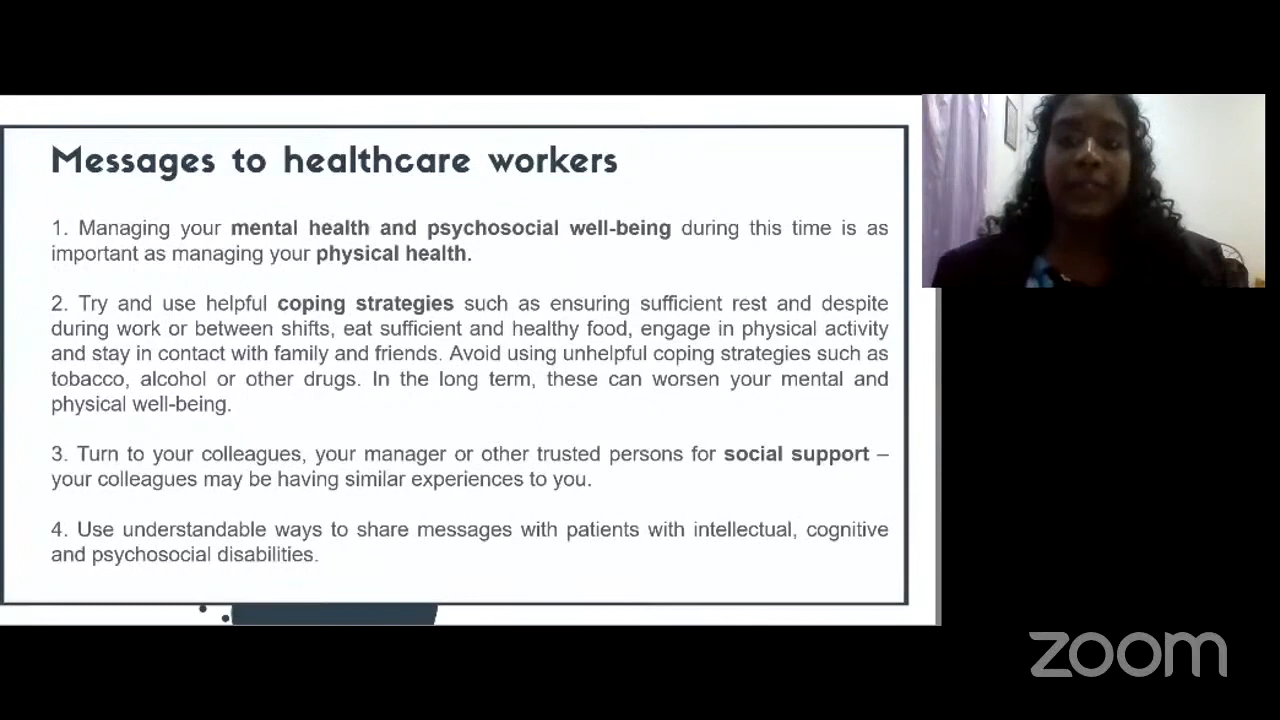 Messages to healthcare workers
1. Managing your mental health and psychosocial well-being during this time is as
important as managing your physical health.
2. Try and use helpful coping strategies such as ensuring sufficient rest and despite
during work or between shifts, eat sufficient and healthy food, engage in physical activity
and stay in contact with family and friends. Avoid using unhelpful coping strategies such as
tobacco, alcohol or other drugs. In the long term, these can worsen your mental and
physical well-being.
3. Turn to your colleagues, your manager or other trusted persons for social support –
your colleagues may be having similar experiences to you.
4. Use understandable ways to share messages with patients with intellectual, cognitive
and psychosocial disabilities.
zoom